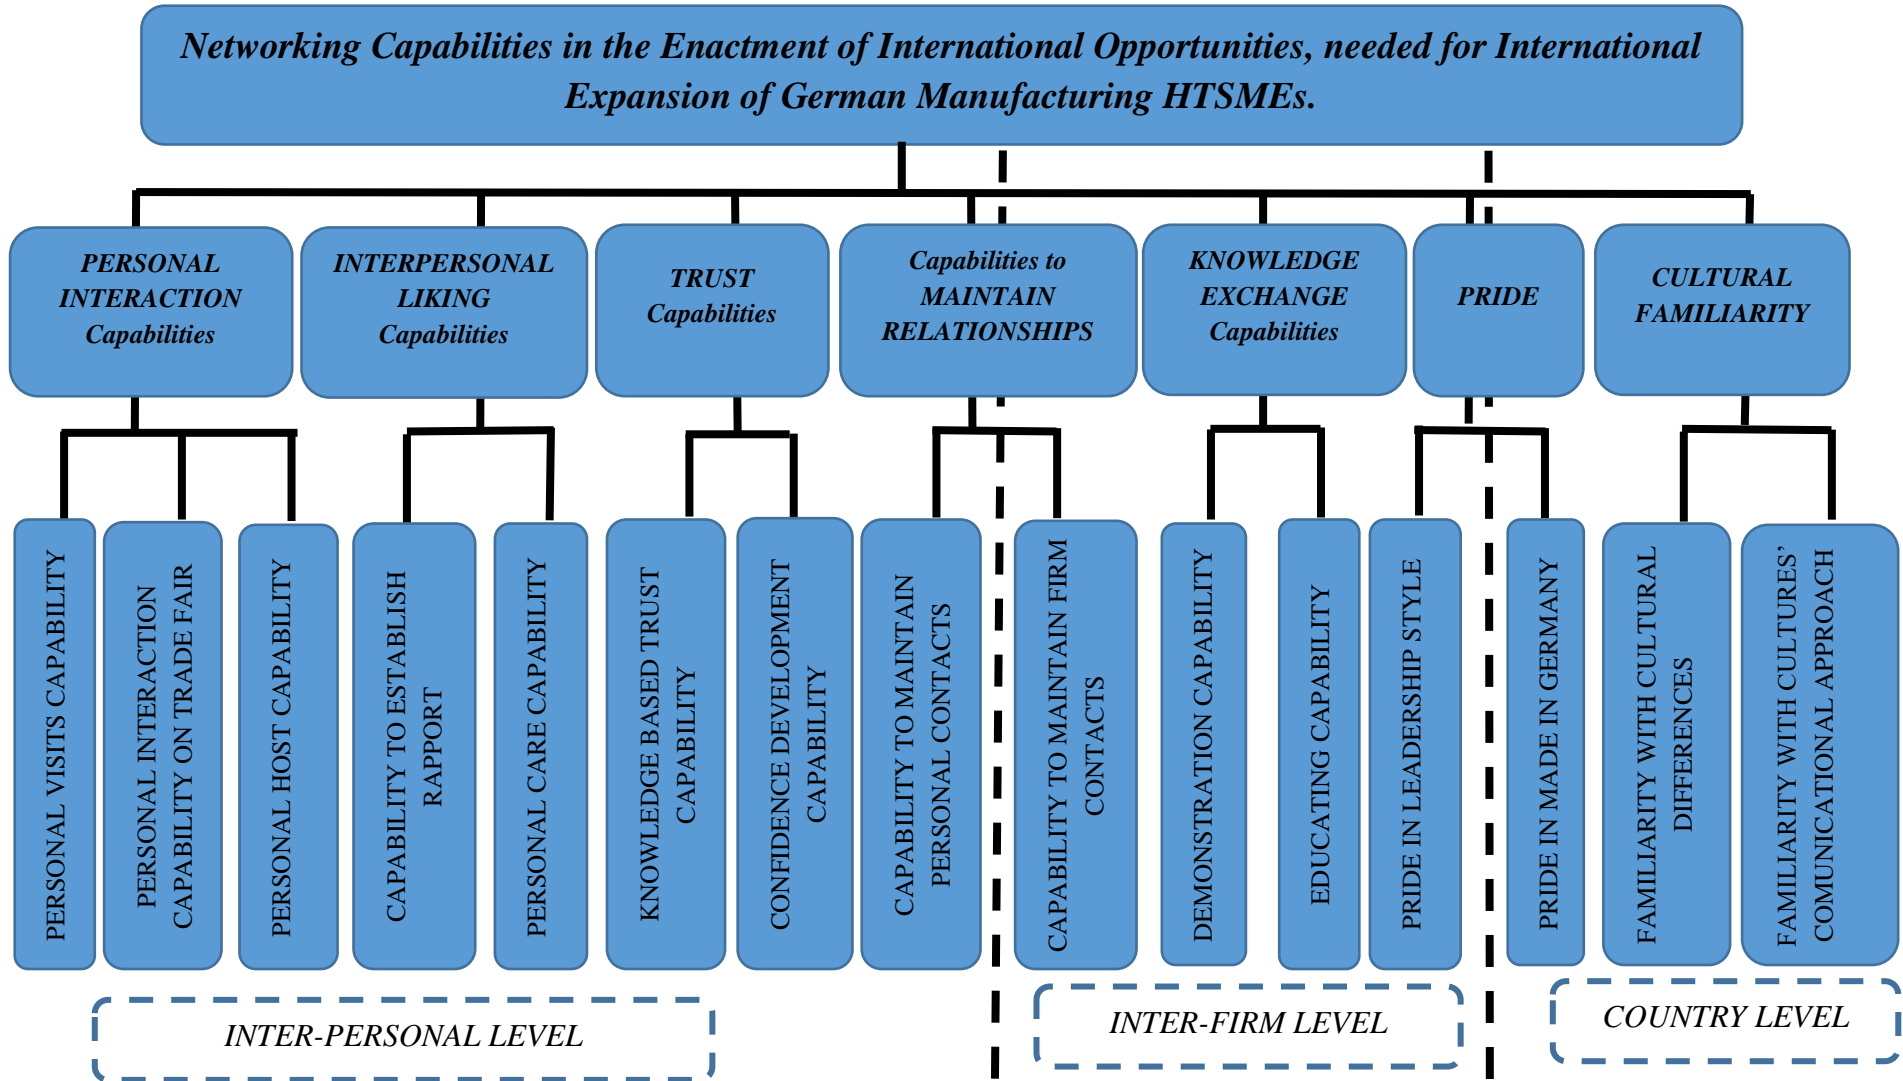 Networking Capabilities in the Enactment of International Opportunities, needed for International
Expansion of German Manufacturing HTSMEs.
PERSONAL
INTERACTION
Capabilities
INTERPERSONAL
LIKING
Capabilities
TRUST
Capabilities
Capabilities to
MAINTAIN
RELATIONSHIPS
KNOWLEDGE
EXCHANGE
Capabilities
PRIDE
CULTURAL
FAMILIARITY
PERSONAL VISITS CAPABILITY
PERSONAL INTERACTION
CAPABILITY ON TRADE FAIR
PERSONAL HOST CAPABILITY
CAPABILITY TO ESTABLISH
RAPPORT
PERSONAL CARE CAPABILITY
KNOWLEDGE BASED TRUST
CAPABILITY
CONFIDENCE DEVELOPMENT
CAPABILITY
CAPABILITY TO MAINTAIN
PERSONAL CONTACTS
CAPABILITY TO MAINTAIN FIRM
CONTACTS
DEMONSTRATION CAPABILITY
EDUCATING CAPABILITY
PRIDE IN LEADERSHIP STYLE
PRIDE IN MADE IN GERMANY
FAMILIARITY WITH CULTURAL
DIFFERENCES
FAMILIARITY WITH CULTURES’
COMUNICATIONAL APPROACH
INTER-PERSONAL LEVEL
INTER-FIRM LEVEL
COUNTRY LEVEL